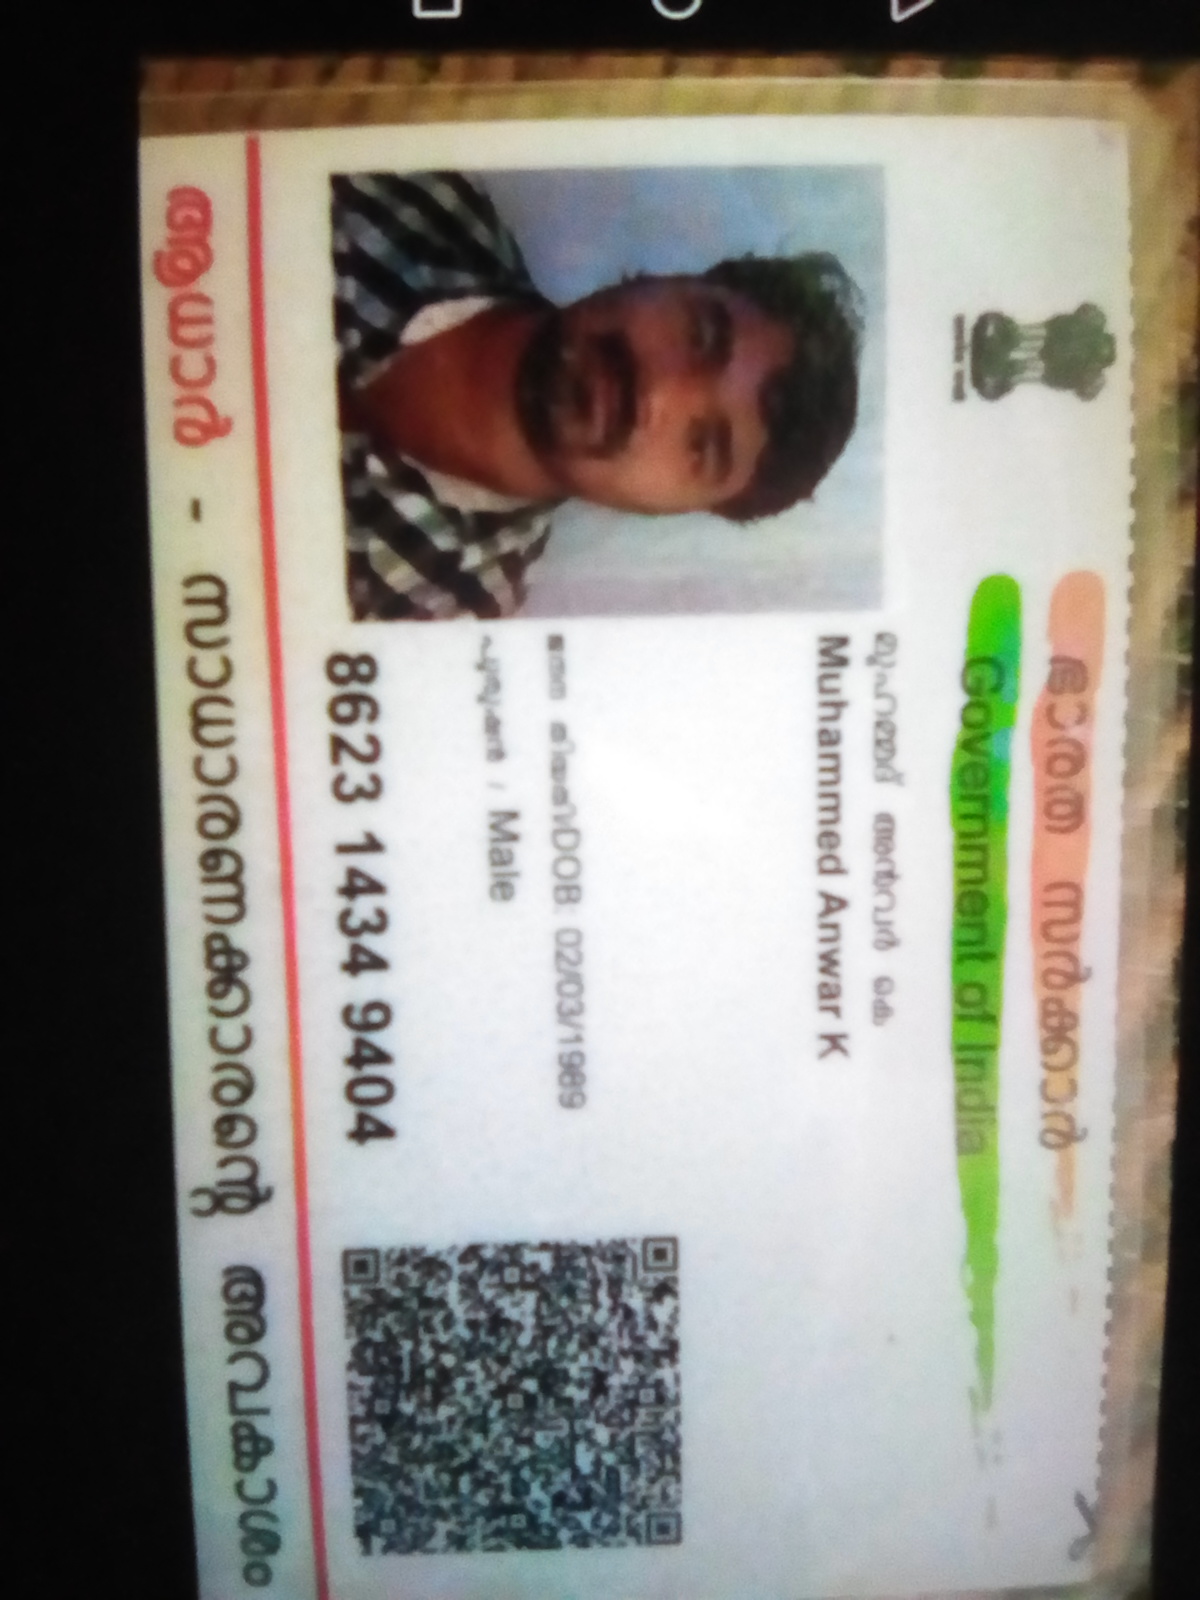 ഭാരത സർക്കാർ
Government of India
മുഹമ്മദ് അൻവർ കെ
Muhammed Anwar K
ജനന തിയതി/DOB: 02/03/1989
പുരുഷൻ / Male
8623 1434 9404
ആധാർ - സാധാരണക്കാരന്റെ അവകാശം